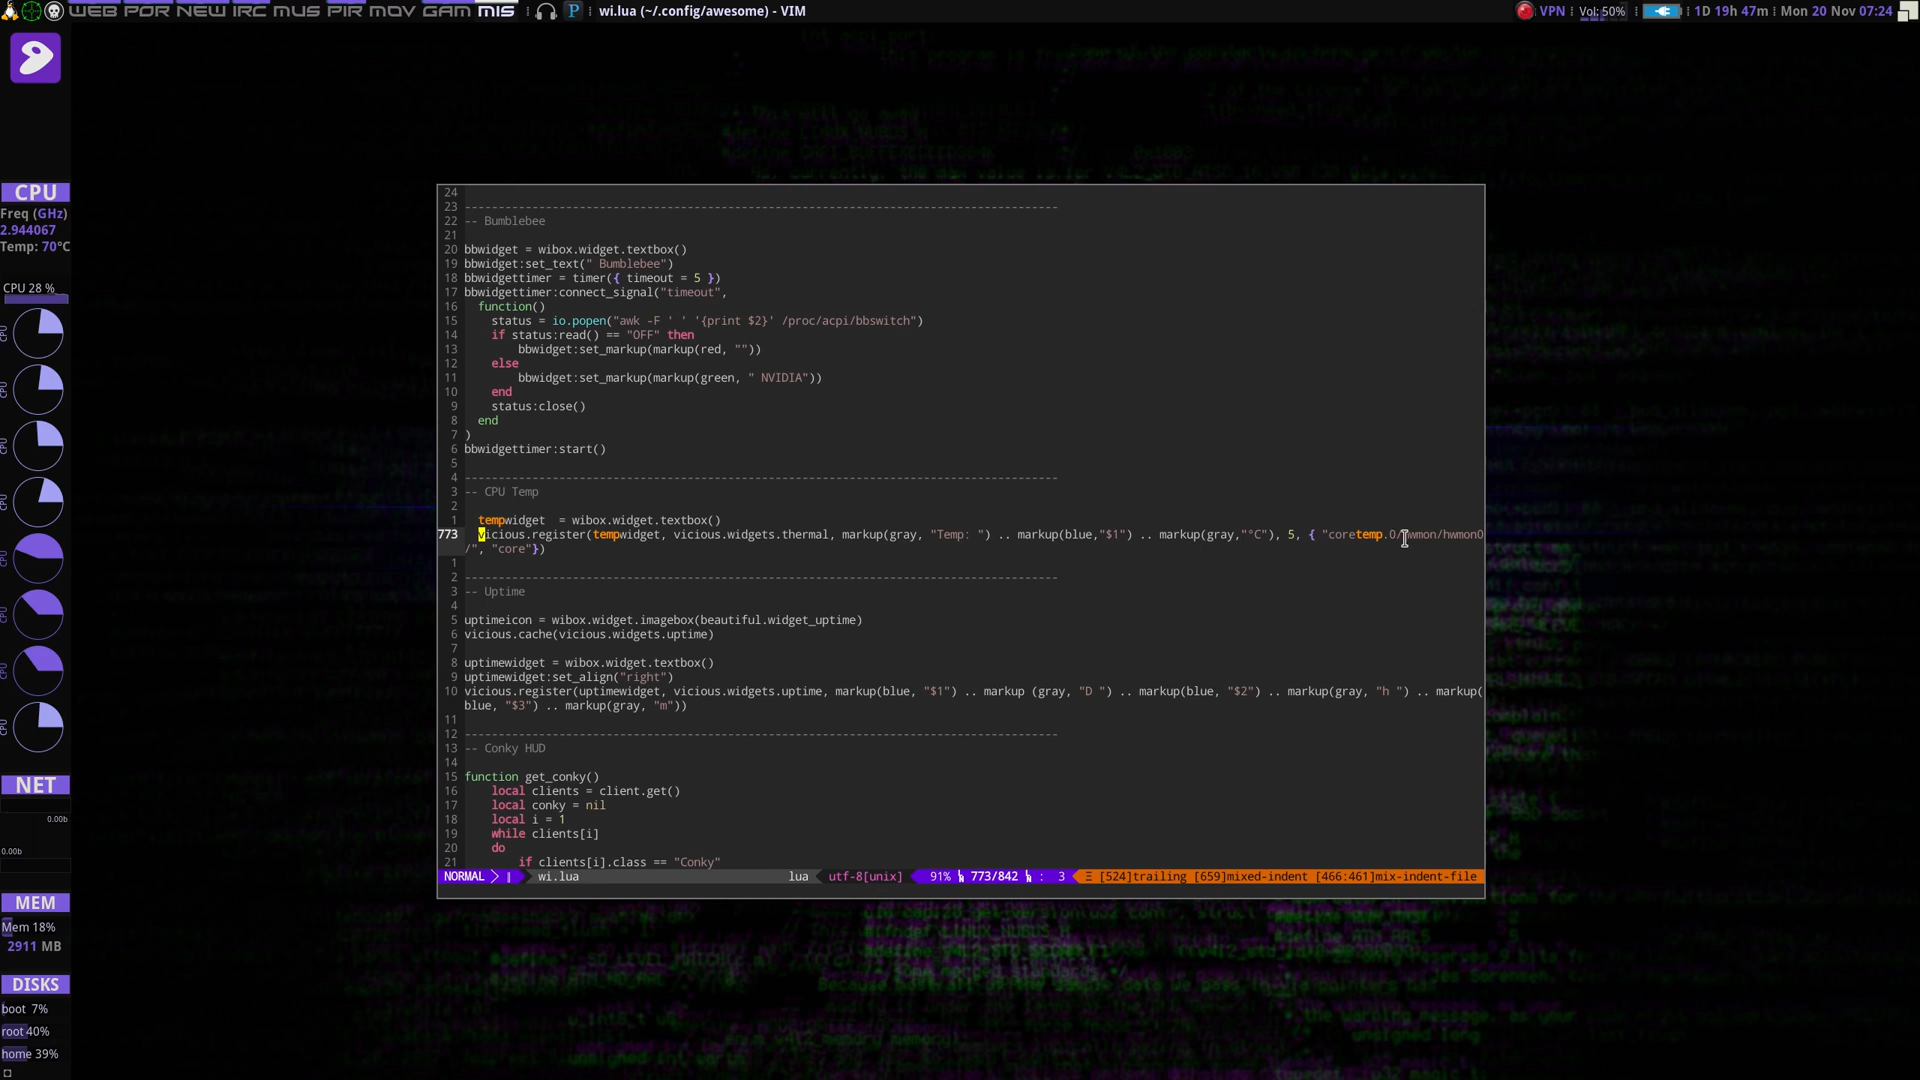 WEB POR NEW IRC MUS PIR MOV GAM MIS
P
wi.lua (~/.config/awesome) - VIM
VPN
Vol: 50%
1D 19h 47m
Mon 20 Nov 07:24
CPU
Freq (GHz)
2.944067
Temp: 70°C
CPU 28 %
CPU
CPU
CPU
CPU
CPU
CPU
CPU
CPU
NET
0.00b
0.00b
MEM
Mem 18%
2911 MB
DISKS
boot 7%
root 40%
home 39%
24
23 ----------------------------------------------------------------------------------------
22 -- Bumblebee
21
20 bbwidget = wibox.widget.textbox()
19 bbwidget:set_text(" Bumblebee")
18 bbwidgettimer = timer({ timeout = 5 })
17 bbwidgettimer:connect_signal("timeout",
16   function()
15     status = io.popen("awk -F ' ' '{print $2}' /proc/acpi/bbswitch")
14     if status:read() == "OFF" then
13         bbwidget:set_markup(markup(red, ""))
12     else
11         bbwidget:set_markup(markup(green, " NVIDIA"))
10     end
9     status:close()
8   end
7 )
6 bbwidgettimer:start()
5
4 ----------------------------------------------------------------------------------------
3 -- CPU Temp
2
1   tempwidget  = wibox.widget.textbox()
773   vicious.register(tempwidget, vicious.widgets.thermal, markup(gray, "Temp: ") .. markup(blue,"$1") .. markup(gray,"°C"), 5, { "coretemp.0/hwmon/hwmon0
/", "core"})
1
2 ----------------------------------------------------------------------------------------
3 -- Uptime
4
5 uptimeicon = wibox.widget.imagebox(beautiful.widget_uptime)
6 vicious.cache(vicious.widgets.uptime)
7
8 uptimewidget = wibox.widget.textbox()
9 uptimewidget:set_align("right")
10 vicious.register(uptimewidget, vicious.widgets.uptime, markup(blue, "$1") .. markup (gray, "D ") .. markup(blue, "$2") .. markup(gray, "h ") .. markup(
blue, "$3") .. markup(gray, "m"))
11
12 ----------------------------------------------------------------------------------------
13 -- Conky HUD
14
15 function get_conky()
16     local clients = client.get()
17     local conky = nil
18     local i = 1
19     while clients[i]
20     do
21         if clients[i].class == "Conky"
NORMAL wi.lua lua utf-8[unix] 91% 773/842 : 3 Ξ [524]trailing [659]mixed-indent [466:461]mix-indent-file